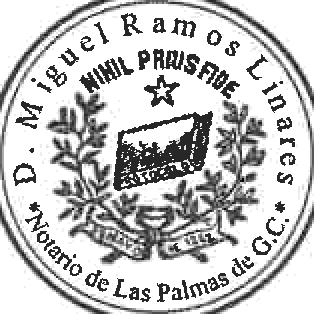 D. Miguel Ramos Linares
NIHIL PRIUS FIDE
*Notario de Las Palmas de G.C.*